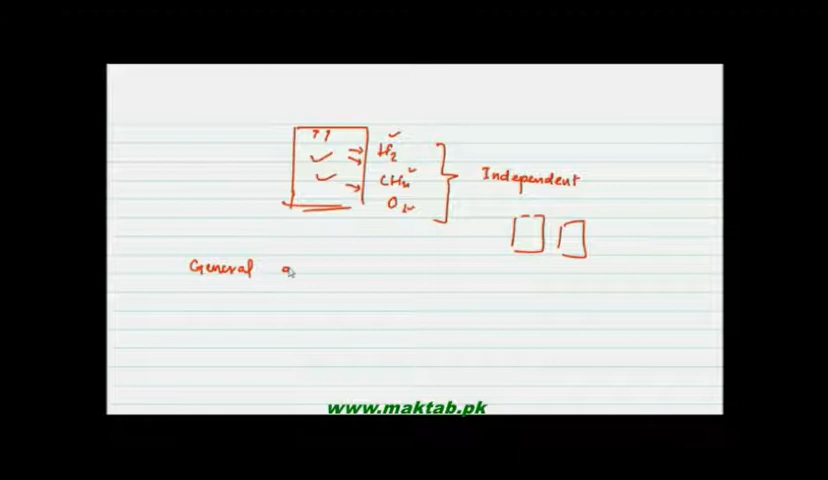 H₂
CH₄
O₂
Independent
General a
www.maktab.pk